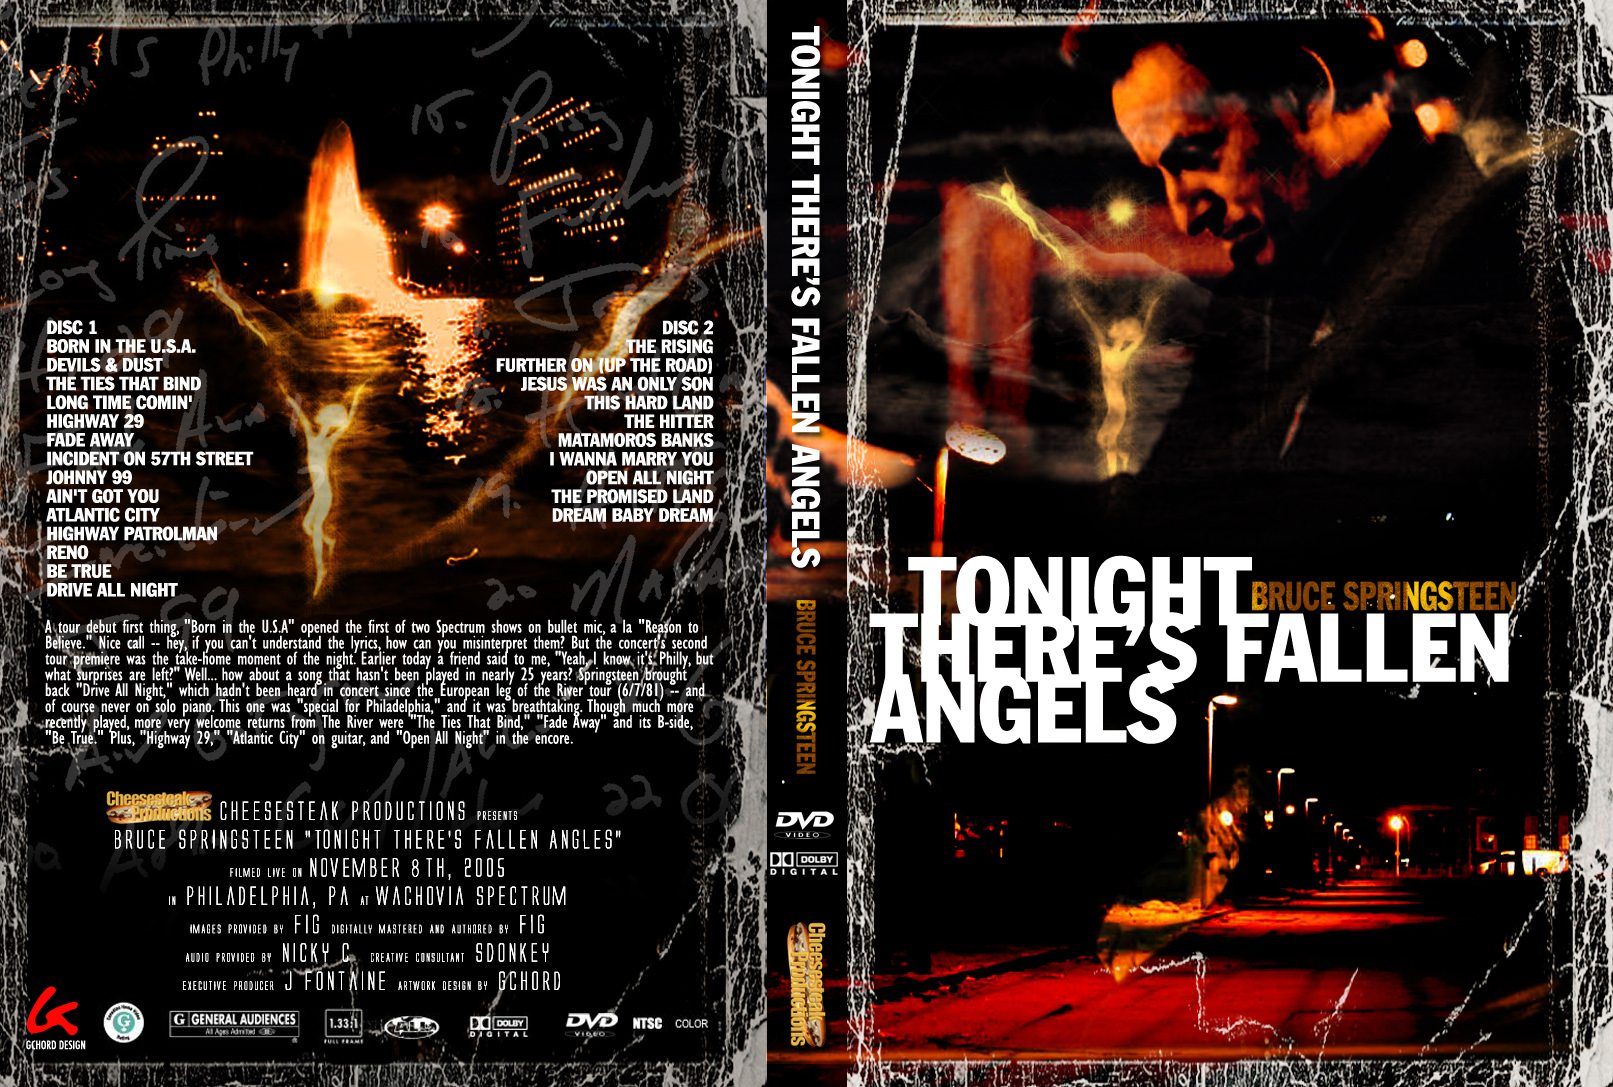 DISC 1
BORN IN THE U.S.A.
DEVILS & DUST
THE TIES THAT BIND
LONG TIME COMIN'
HIGHWAY 29
FADE AWAY
INCIDENT ON 57TH STREET
JOHNNY 99
AIN'T GOT YOU
ATLANTIC CITY
HIGHWAY PATROLMAN
RENO
BE TRUE
DRIVE ALL NIGHT
DISC 2
THE RISING
FURTHER ON (UP THE ROAD)
JESUS WAS AN ONLY SON
THIS HARD LAND
THE HITTER
MATAMOROS BANKS
I WANNA MARRY YOU
OPEN ALL NIGHT
THE PROMISED LAND
DREAM BABY DREAM
A tour debut first thing, "Born in the U.S.A" opened the first of two Spectrum shows on bullet mic, a la "Reason to
Believe." Nice call -- hey, if you can't understand the lyrics, how can you misinterpret them? But the concert's second
tour premiere was the take-home moment of the night. Earlier today a friend said to me, "Yeah, I know it's Philly, but
what surprises are left?" Well... how about a song that hasn't been played in nearly 25 years? Springsteen brought
back "Drive All Night," which hadn't been heard in concert since the European leg of the River tour (6/7/81) -- and
of course never on solo piano. This one was "special for Philadelphia," and it was breathtaking. Though much more
recently played, more very welcome returns from The River were "The Ties That Bind," "Fade Away" and its B-side,
"Be True." Plus, "Highway 29," "Atlantic City" on guitar, and "Open All Night" in the encore.
Cheesesteak
Productions
CHEESESTEAK PRODUCTIONS PRESENTS
BRUCE SPRINGSTEEN "TONIGHT THERE'S FALLEN ANGLES"
FILMED LIVE ON NOVEMBER 8TH, 2005
IN PHILADELPHIA, PA AT WACHOVIA SPECTRUM
IMAGES PROVIDED BY FIG DIGITALLY MASTERED AND AUTHORED BY FIG
AUDIO PROVIDED BY NICKY C. CREATIVE CONSULTANT SDONKEY
EXECUTIVE PRODUCER J FONTAINE ARTWORK DESIGN BY GCHORD
GCHORD DESIGN
G GENERAL AUDIENCES
All Ages Admitted
1.33:1
FULL FRAME
ALL
DOLBY
DIGITAL
DVD
VIDEO
NTSC
COLOR
TONIGHT THERE'S FALLEN ANGELS
BRUCE SPRINGSTEEN
DVD
VIDEO
DOLBY
DIGITAL
Cheesesteak
Productions
TONIGHT
BRUCE SPRINGSTEEN
THERE'S FALLEN
ANGELS
Philly
15. Rising
Long Time
19.
20.
22